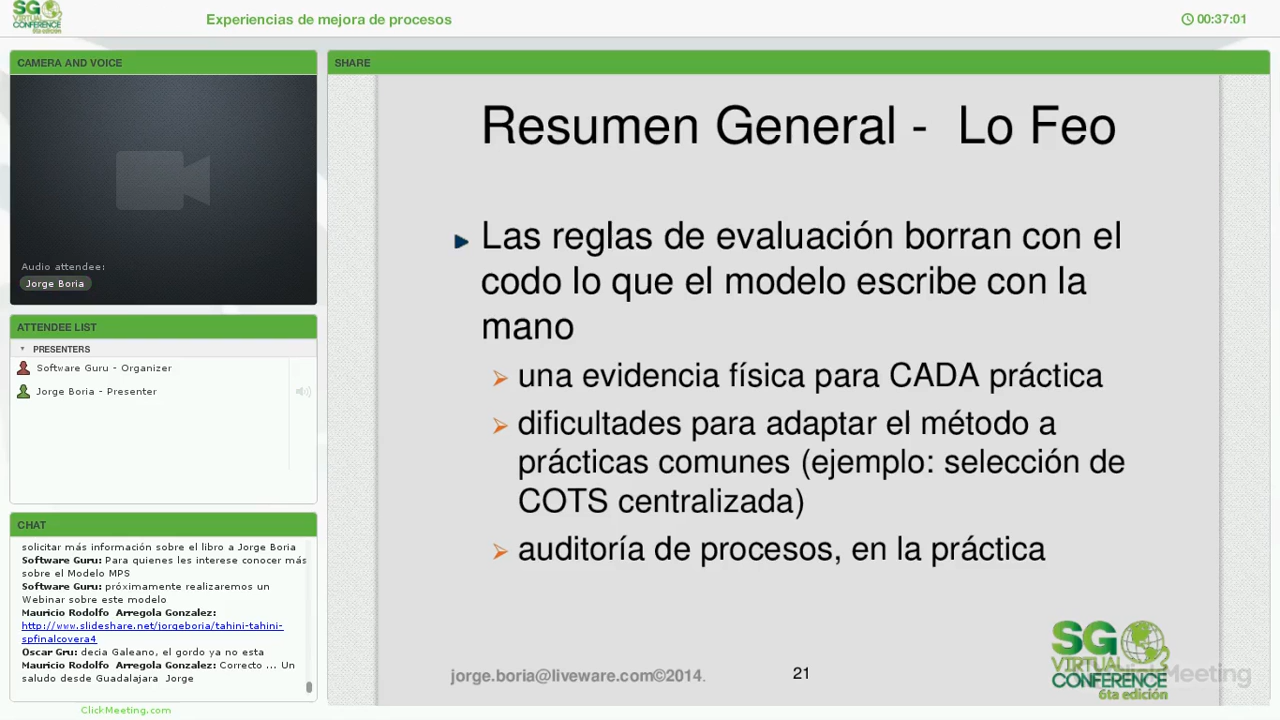 SG
VIRTUAL
CONFERENCE
6ta edición
Experiencias de mejora de procesos
00:37:01
CAMERA AND VOICE
Audio attendee:
Jorge Boria
ATTENDEE LIST
PRESENTERS
Software Guru - Organizer
Jorge Boria - Presenter
CHAT
solicitar más información sobre el libro a Jorge Boria
Software Guru: Para quienes les interese conocer más
sobre el Modelo MPS
Software Guru: próximamente realizaremos un
Webinar sobre este modelo
Mauricio Rodolfo Arregola Gonzalez:
http://www.slideshare.net/jorgeboria/tahini-tahini-
spfinalcovera4
Oscar Gru: decia Galeano, el gordo ya no esta
Mauricio Rodolfo Arregola Gonzalez: Correcto ... Un
saludo desde Guadalajara Jorge
ClickMeeting.com
SHARE
Resumen General - Lo Feo
Las reglas de evaluación borran con el
codo lo que el modelo escribe con la
mano
una evidencia física para CADA práctica
dificultades para adaptar el método a
prácticas comunes (ejemplo: selección de
COTS centralizada)
auditoría de procesos, en la práctica
jorge.boria@liveware.com©2014.
21
SG
VIRTUAL
CONFERENCE
6ta edición
ClickMeeting